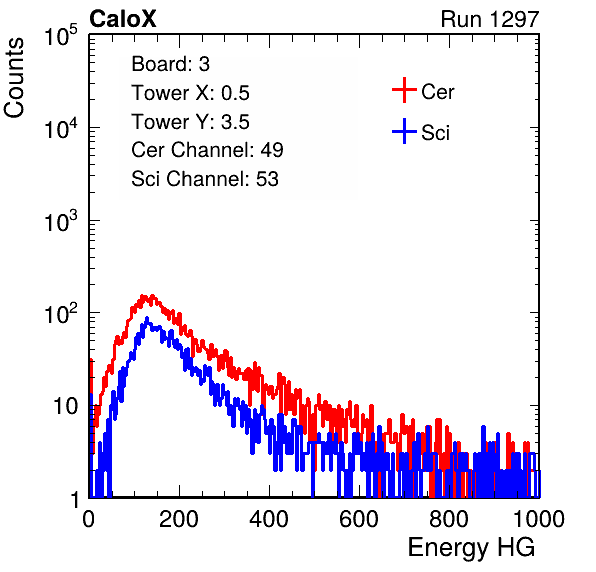 CaloX Run 1297
Counts
10^5
10^4
10^3
10^2
10
1
Board: 3
Tower X: 0.5
Tower Y: 3.5
Cer Channel: 49
Sci Channel: 53
Cer
Sci
0 200 400 600 800 1000
Energy HG